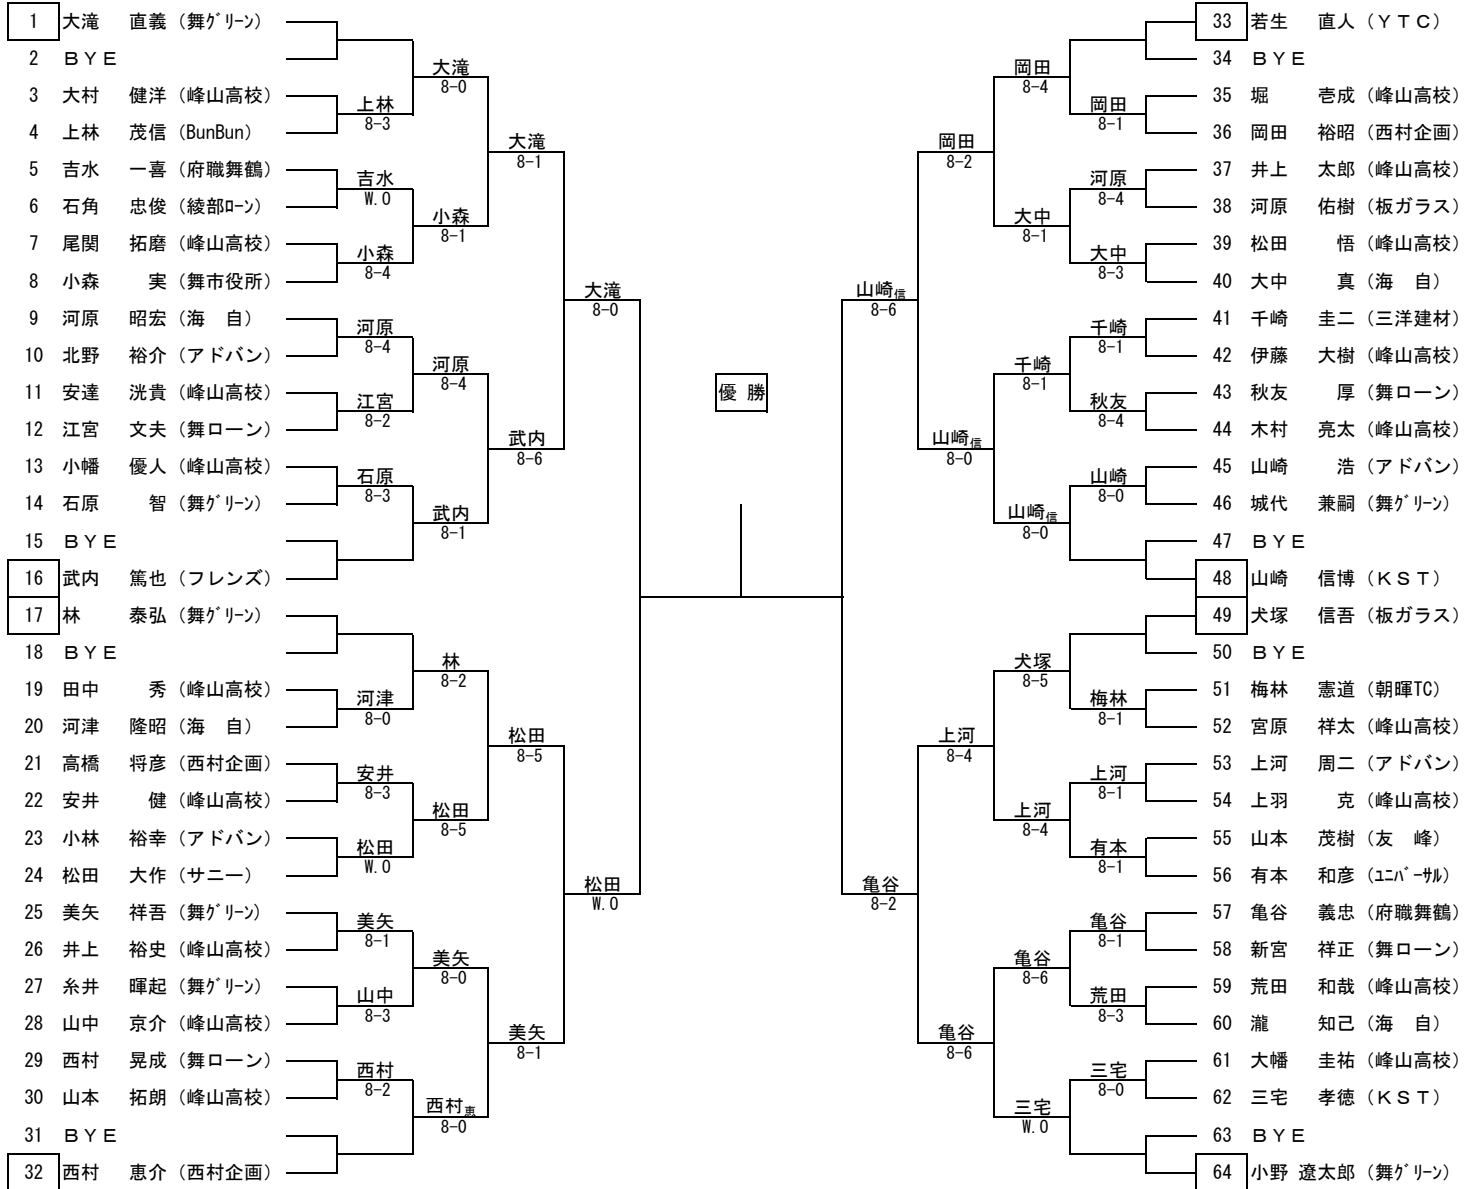 1 大滝 直義 (舞グリーン)
2 BYE
3 大村 健洋 (峰山高校)
4 上林 茂信 (BunBun)
5 吉水 一喜 (府職舞鶴)
6 石角 忠俊 (綾部ローン)
7 尾関 拓磨 (峰山高校)
8 小森 実 (舞市役所)
9 河原 昭宏 (海 自)
10 北野 裕介 (アドバン)
11 安達 洸貴 (峰山高校)
12 江宮 文夫 (舞ローン)
13 小幡 優人 (峰山高校)
14 石原 智 (舞グリーン)
15 BYE
16 武内 篤也 (フレンズ)
17 林 泰弘 (舞グリーン)
18 BYE
19 田中 秀 (峰山高校)
20 河津 隆昭 (海 自)
21 高橋 将彦 (西村企画)
22 安井 健 (峰山高校)
23 小林 裕幸 (アドバン)
24 松田 大作 (サニー)
25 美矢 祥吾 (舞グリーン)
26 井上 裕史 (峰山高校)
27 糸井 暉起 (舞グリーン)
28 山中 京介 (峰山高校)
29 西村 晃成 (舞ローン)
30 山本 拓朗 (峰山高校)
31 BYE
32 西村 恵介 (西村企画)
上林
8-3
吉水
W.O
小森
8-4
河原
8-4
江宮
8-2
石原
8-3
河津
8-0
安井
8-3
松田
W.O
美矢
8-1
山中
8-3
西村
8-2
大滝
8-0
小森
8-1
河原
8-4
武内
8-1
林
8-2
松田
8-5
美矢
8-0
西村恵
8-0
大滝
8-1
武内
8-6
松田
8-5
美矢
8-1
大滝
8-0
松田
W.O
優勝
山崎信
8-6
亀谷
8-2
岡田
8-2
山崎信
8-0
上河
8-4
亀谷
8-6
岡田
8-4
大中
8-1
千崎
8-1
山崎信
8-0
犬塚
8-5
上河
8-4
亀谷
8-6
三宅
W.O
岡田
8-1
河原
8-4
大中
8-3
千崎
8-1
秋友
8-4
山崎
8-0
梅林
8-1
上河
8-1
有本
8-1
亀谷
8-1
荒田
8-3
三宅
8-0
33 若生 直人 (YTC)
34 BYE
35 堀 壱成 (峰山高校)
36 岡田 裕昭 (西村企画)
37 井上 太郎 (峰山高校)
38 河原 佑樹 (板ガラス)
39 松田 悟 (峰山高校)
40 大中 真 (海 自)
41 千崎 圭二 (三洋建材)
42 伊藤 大樹 (峰山高校)
43 秋友 厚 (舞ローン)
44 木村 亮太 (峰山高校)
45 山崎 浩 (アドバン)
46 城代 兼嗣 (舞グリーン)
47 BYE
48 山崎 信博 (KST)
49 犬塚 信吾 (板ガラス)
50 BYE
51 梅林 憲道 (朝暉TC)
52 宮原 祥太 (峰山高校)
53 上河 周二 (アドバン)
54 上羽 克 (峰山高校)
55 山本 茂樹 (友 峰)
56 有本 和彦 (ユニバーサル)
57 亀谷 義忠 (府職舞鶴)
58 新宮 祥正 (舞ローン)
59 荒田 和哉 (峰山高校)
60 瀧 知己 (海 自)
61 大幡 圭祐 (峰山高校)
62 三宅 孝徳 (KST)
63 BYE
64 小野 遼太郎 (舞グリーン)